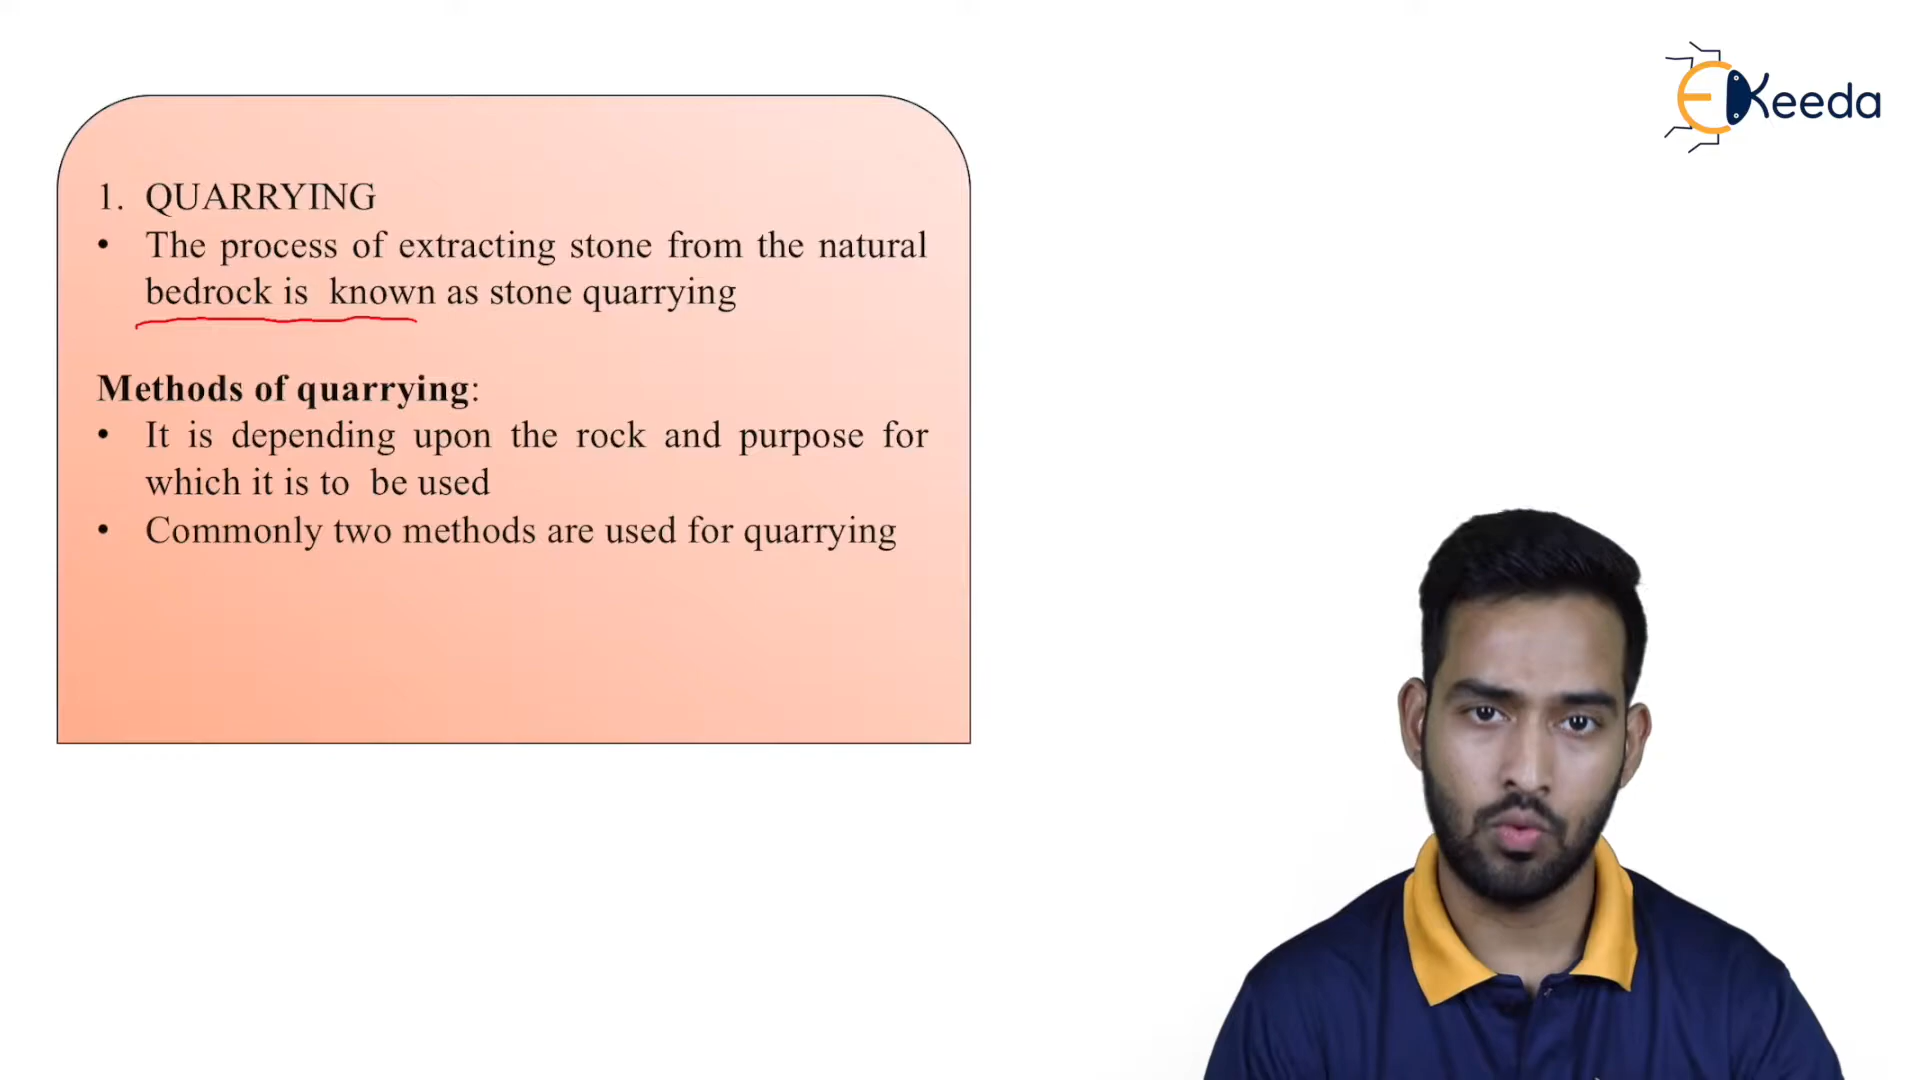 EKeeda
1. QUARRYING
• The process of extracting stone from the natural
bedrock is known as stone quarrying
Methods of quarrying:
• It is depending upon the rock and purpose for
which it is to be used
• Commonly two methods are used for quarrying